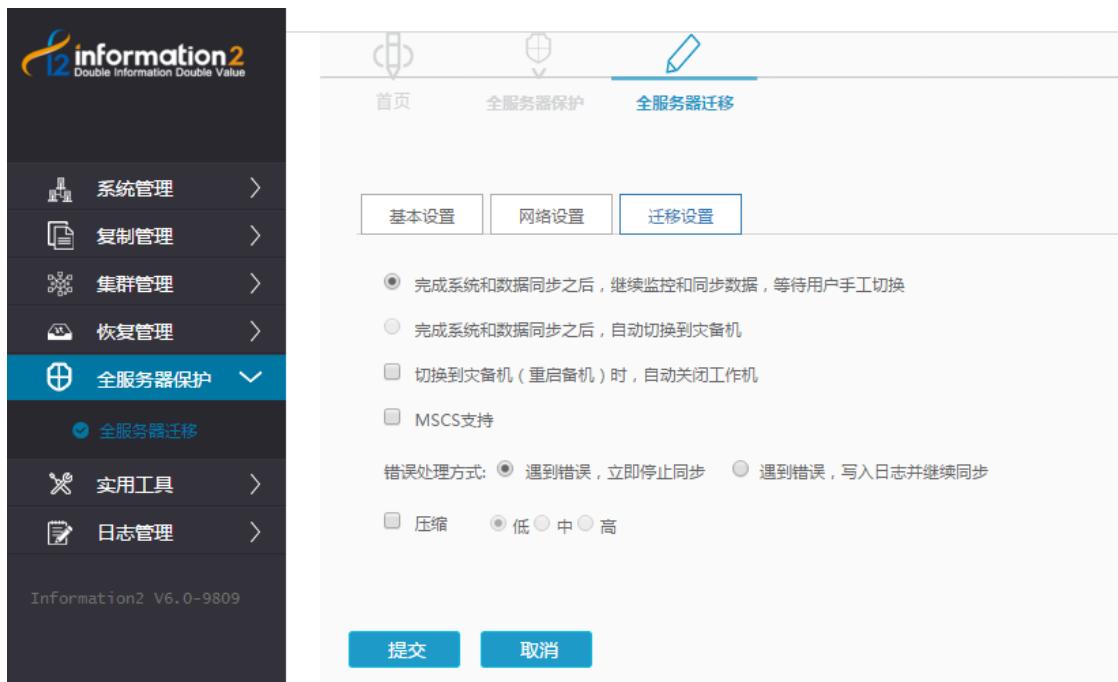 information2
Double Information Double Value
系统管理
复制管理
集群管理
恢复管理
全服务器保护
全服务器迁移
实用工具
日志管理
Information2 V6.0-9809
首页 全服务器保护 全服务器迁移
基本设置 网络设置 迁移设置
完成系统和数据同步之后，继续监控和同步数据，等待用户手工切换
完成系统和数据同步之后，自动切换到灾备机
切换到灾备机（重启备机）时，自动关闭工作机
MSCS支持
错误处理方式: 遇到错误，立即停止同步 遇到错误，写入日志并继续同步
压缩 低 中 高
提交 取消